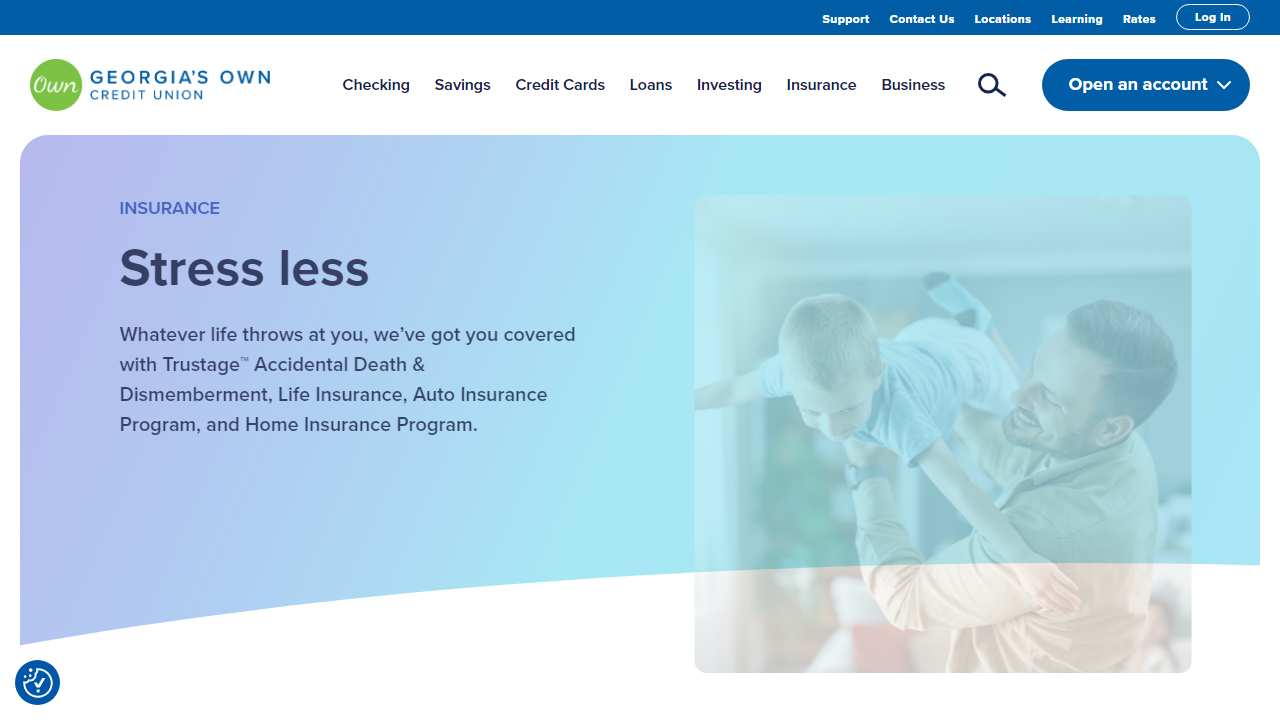 Support Contact Us Locations Learning Rates Log In
Own GEORGIA'S OWN
CREDIT UNION
Checking Savings Credit Cards Loans Investing Insurance Business Open an account
INSURANCE
Stress less
Whatever life throws at you, we’ve got you covered
with Trustage™ Accidental Death &
Dismemberment, Life Insurance, Auto Insurance
Program, and Home Insurance Program.